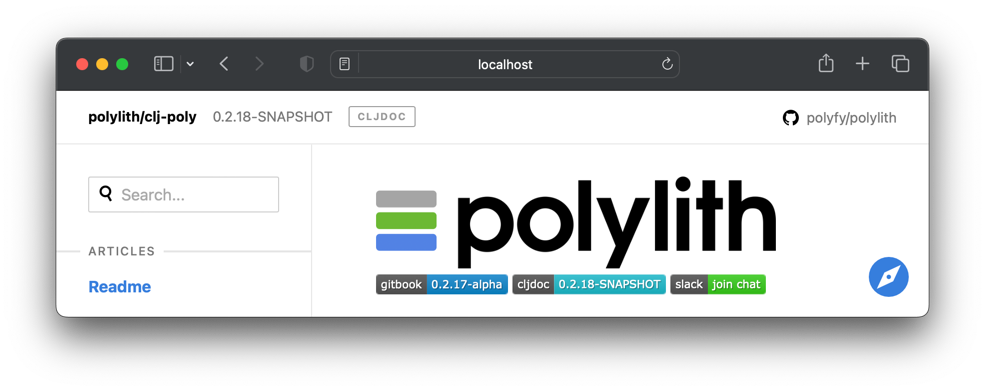 localhost
polylith/clj-poly 0.2.18-SNAPSHOT CLJDOC polyfy/polylith
Search...
polylith
gitbook 0.2.17-alpha cljdoc 0.2.18-SNAPSHOT slack join chat
ARTICLES
Readme